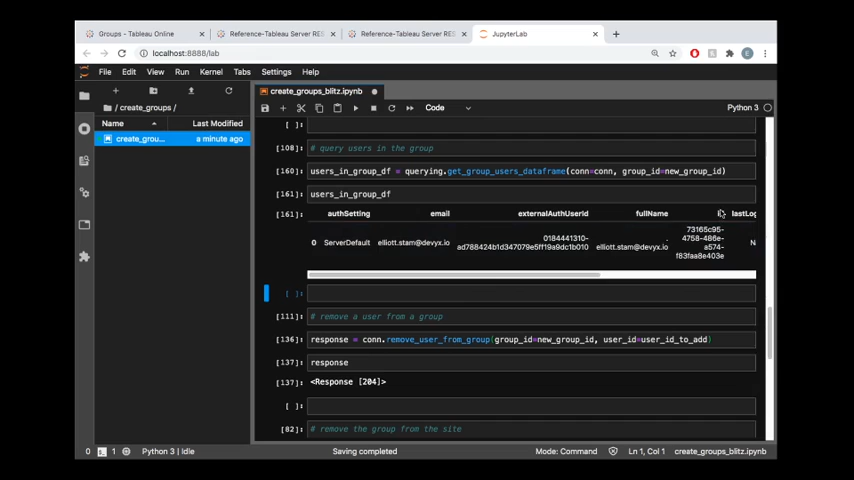 Groups - Tableau Online
Reference-Tableau Server RES
Reference-Tableau Server RES
JupyterLab
localhost:8888/lab
E
File Edit View Run Kernel Tabs Settings Help
create_groups_blitz.ipynb
/ create_groups /
Code
Python 3
Name
Last Modified
create_grou...
a minute ago
[ ]:
[108]: # query users in the group
[160]: users_in_group_df = querying.get_group_users_dataframe(conn=conn, group_id=new_group_id)
[161]: users_in_group_df
[161]: authSetting email externalAuthUserId fullName lastLog
0 ServerDefault elliott.stam@devyx.io 0184441310-ad788424b1d347079e5ff19a9dc1b010 elliott.stam@devyx.io 73165c95-4758-486e-a574-f83faa8e403e N
[ ]:
[111]: # remove a user from a group
[136]: response = conn.remove_user_from_group(group_id=new_group_id, user_id=user_id_to_add)
[137]: response
[137]: <Response [204]>
[ ]:
[82]: # remove the group from the site
0 1 Python 3 | Idle
Saving completed
Mode: Command
Ln 1, Col 1
create_groups_blitz.ipynb